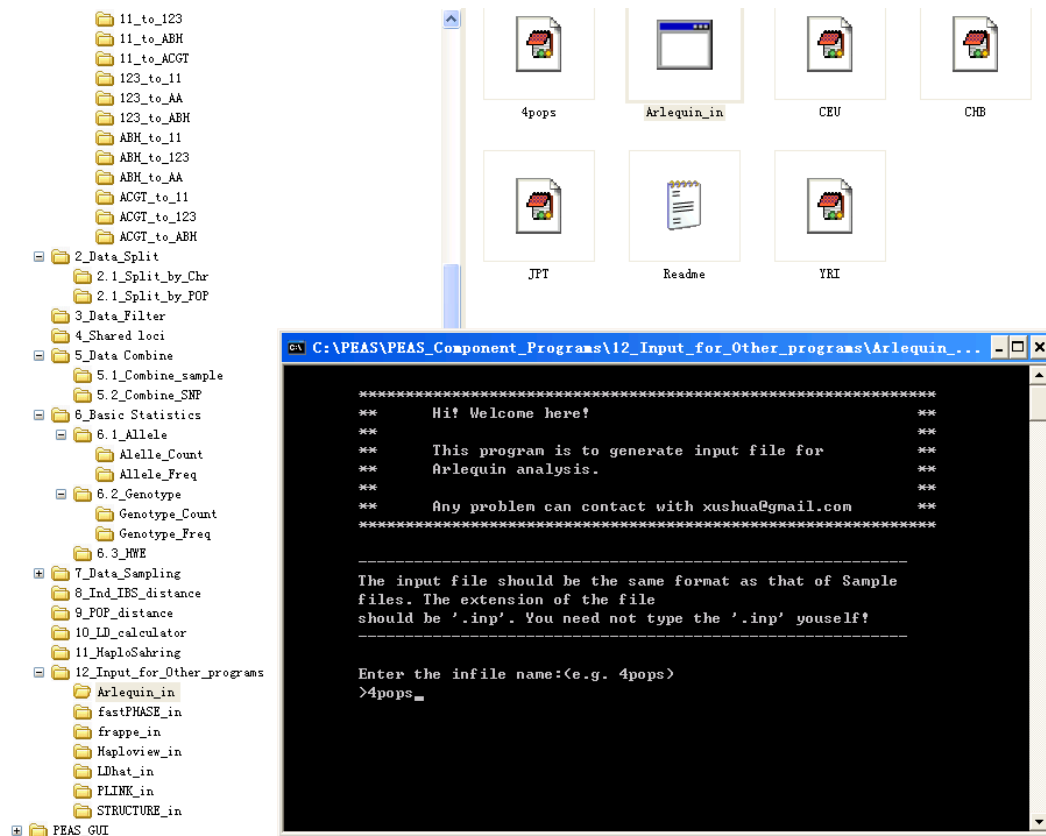 11_to_123
11_to_ABH
11_to_ACGT
123_to_11
123_to_AA
123_to_ABH
ABH_to_11
ABH_to_123
ABH_to_AA
ACGT_to_11
ACGT_to_123
ACGT_to_ABH
2_Data_Split
2.1_Split_by_Chr
2.1_Split_by_POP
3_Data_Filter
4_Shared loci
5_Data Combine
5.1_Combine_sample
5.2_Combine_SNP
6_Basic Statistics
6.1_Allele
Alelle_Count
Allele_Freq
6.2_Genotype
Genotype_Count
Genotype_Freq
6.3_HWE
7_Data_Sampling
8_Ind_IBS_distance
9_POP_distance
10_LD_calculator
11_HaploSahring
12_Input_for_Other_programs
Arlequin_in
fastPHASE_in
frappe_in
Haploview_in
LDhat_in
PLINK_in
STRUCTURE_in
PEAS GUI
4pops
Arlequin_in
CEU
CHB
JPT
Readme
YRI
C:\PEAS\PEAS_Component_Programs\12_Input_for_Other_programs\Arlequin_...
**************************************************************
** Hi! Welcome here! **
** **
** This program is to generate input file for **
** Arlequin analysis. **
** **
** Any problem can contact with xushua@gmail.com **
**************************************************************
-----------------------------------------------------------
The input file should be the same format as that of Sample
files. The extension of the file
should be '.inp'. You need not type the '.inp' youself!
-----------------------------------------------------------
Enter the infile name:(e.g. 4pops)
>4pops_